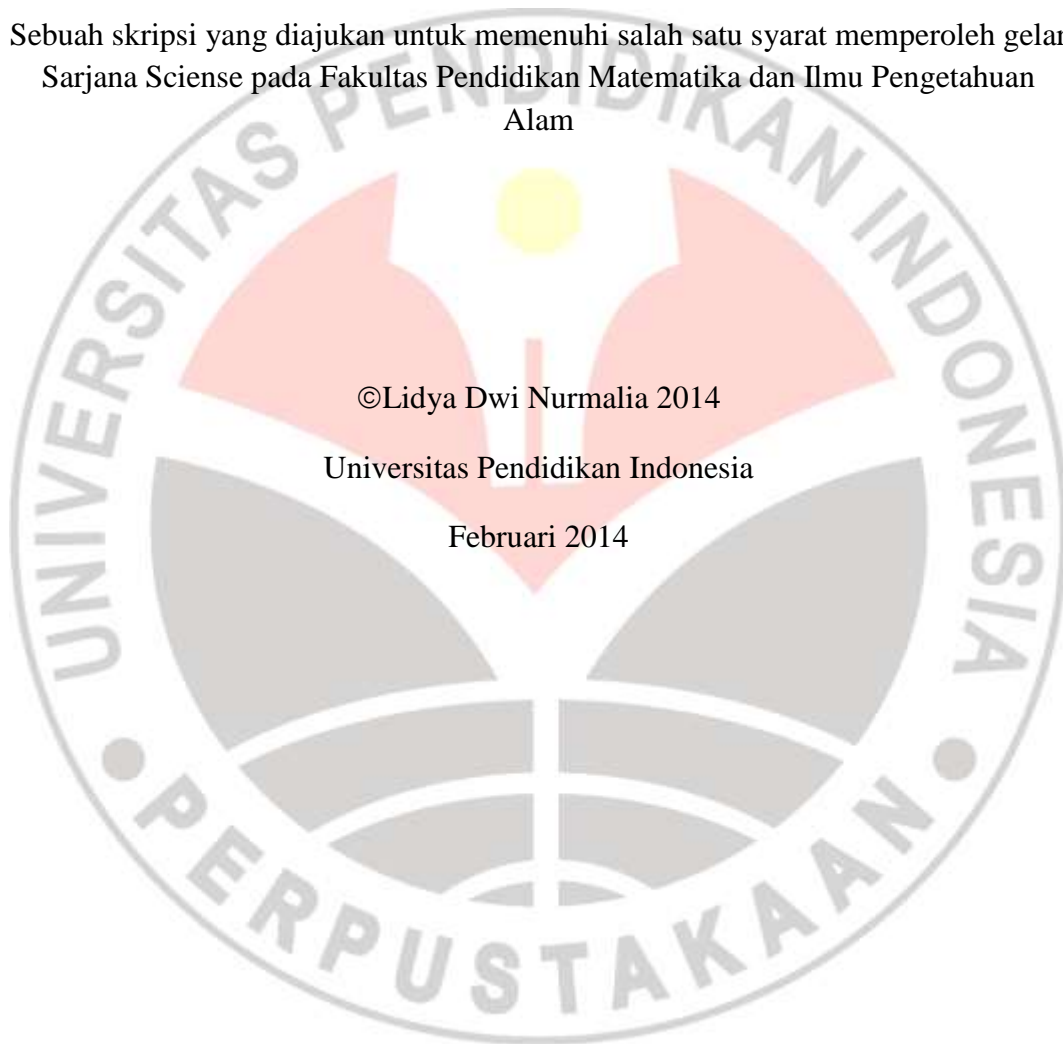 Sebuah skripsi yang diajukan untuk memenuhi salah satu syarat memperoleh gelar
Sarjana Sciense pada Fakultas Pendidikan Matematika dan Ilmu Pengetahuan
Alam
©Lidya Dwi Nurmalia 2014
Universitas Pendidikan Indonesia
Februari 2014
UNIVERSITAS PENDIDIKAN INDONESIA
PERPUSTAKAAN